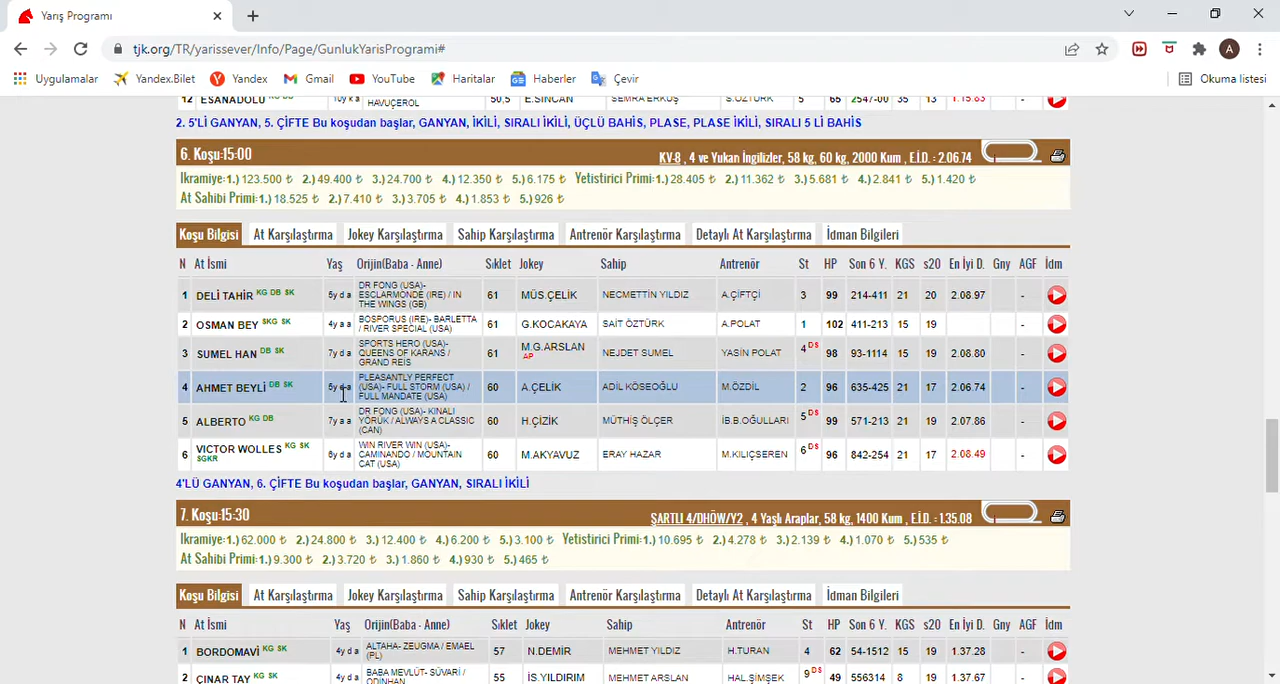 Yarış Programı
tjk.org/TR/yarissever/Info/Page/GunlukYarisProgrami#
A
Uygulamalar Yandex.Bilet Yandex Gmail YouTube Haritalar Haberler Çevir Okuma listesi
12 ESANADOLU KG DB 10y k a HAVUÇEROL 50,5 E.SİNCAN SEMRA ERKUŞ S.ÖZTÜRK 5 65 2547-00 35 13 1.15.83 -
2. 5'Lİ GANYAN, 5. ÇİFTE Bu koşudan başlar, GANYAN, İKİLİ, SIRALI İKİLİ, ÜÇLÜ BAHİS, PLASE, PLASE İKİLİ, SIRALI 5 Lİ BAHİS
6. Koşu:15:00 KV-8 , 4 ve Yukarı İngilizler, 58 kg, 60 kg, 2000 Kum , E.İ.D. : 2.06.74
Ikramiye:1.) 123.500 ₺ 2.) 49.400 ₺ 3.) 24.700 ₺ 4.) 12.350 ₺ 5.) 6.175 ₺ Yetistirici Primi:1.) 28.405 ₺ 2.) 11.362 ₺ 3.) 5.681 ₺ 4.) 2.841 ₺ 5.) 1.420 ₺
At Sahibi Primi:1.) 18.525 ₺ 2.) 7.410 ₺ 3.) 3.705 ₺ 4.) 1.853 ₺ 5.) 926 ₺
Koşu Bilgisi At Karşılaştırma Jokey Karşılaştırma Sahip Karşılaştırma Antrenör Karşılaştırma Detaylı At Karşılaştırma İdman Bilgileri
N At İsmi Yaş Orijin(Baba - Anne) Sıklet Jokey Sahip Antrenör St HP Son 6 Y. KGS s20 En İyi D. Gny AGF İdm
1 DELİ TAHİR KG DB SK 5y d a DR FONG (USA)- ESCLARMONDE (IRE) / IN THE WINGS (GB) 61 MÜS.ÇELİK NECMETTİN YILDIZ A.ÇİFTÇİ 3 99 214-411 21 20 2.08.97 -
2 OSMAN BEY SKG SK 4y a a BOSPORUS (IRE)- BARLETTA / RIVER SPECIAL (USA) 61 G.KOCAKAYA SAİT ÖZTÜRK A.POLAT 1 102 411-213 15 19 -
3 SUMEL HAN DB SK 7y d a SPORTS HERO (USA)- QUEENS OF KARANS / GRAND REIS 61 M.G.ARSLAN AP NEJDET SUMEL YASİN POLAT 4 DS 98 93-1114 15 19 2.08.80 -
4 AHMET BEYLİ DB SK PLEASANTLY PERFECT (USA)- FULL STORM (USA) / FULL MANDATE (USA) 60 A.ÇELİK ADİL KÖSEOĞLU M.ÖZDİL 2 96 635-425 21 17 2.06.74 -
5 ALBERTO KG DB 7y a a DR FONG (USA)- KINALI YÖRÜK / ALWAYS A CLASSIC (CAN) 60 H.ÇİZİK MÜTHİŞ ÖLÇER İB.B.OĞULLARI 5 DS 99 571-213 21 19 2.07.86 -
6 VICTOR WOLLES KG SK SGKR 6y d a WIN RIVER WIN (USA)- CAMINANDO / MOUNTAIN CAT (USA) 60 M.AKYAVUZ ERAY HAZAR M.KILIÇSEREN 6 DS 96 842-254 21 17 2.08.49 -
4'LÜ GANYAN, 6. ÇİFTE Bu koşudan başlar, GANYAN, SIRALI İKİLİ
7. Koşu:15:30 ŞARTLI 4/DHÖW/Y2 , 4 Yaşlı Araplar, 58 kg, 1400 Kum , E.İ.D. : 1.35.08
Ikramiye:1.) 62.000 ₺ 2.) 24.800 ₺ 3.) 12.400 ₺ 4.) 6.200 ₺ 5.) 3.100 ₺ Yetistirici Primi:1.) 10.695 ₺ 2.) 4.278 ₺ 3.) 2.139 ₺ 4.) 1.070 ₺ 5.) 535 ₺
At Sahibi Primi:1.) 9.300 ₺ 2.) 3.720 ₺ 3.) 1.860 ₺ 4.) 930 ₺ 5.) 465 ₺
Koşu Bilgisi At Karşılaştırma Jokey Karşılaştırma Sahip Karşılaştırma Antrenör Karşılaştırma Detaylı At Karşılaştırma İdman Bilgileri
N At İsmi Yaş Orijin(Baba - Anne) Sıklet Jokey Sahip Antrenör St HP Son 6 Y. KGS s20 En İyi D. Gny AGF İdm
1 BORDOMAVİ KG SK 4y d a ALTAHA- ZEUGMA / EMAEL (PL) 57 N.DEMİR MEHMET YILDIZ H.TURAN 4 62 54-1512 15 19 1.37.28 -
2 ÇINAR TAY KG SK 4y d a BABA MEVLÜT- SÜVARİ / ODİNHAN 55 İS.YILDIRIM MEHMET ARSLAN HAL.ŞİMŞEK 9 DS 49 556314 8 19 1.37.67 -